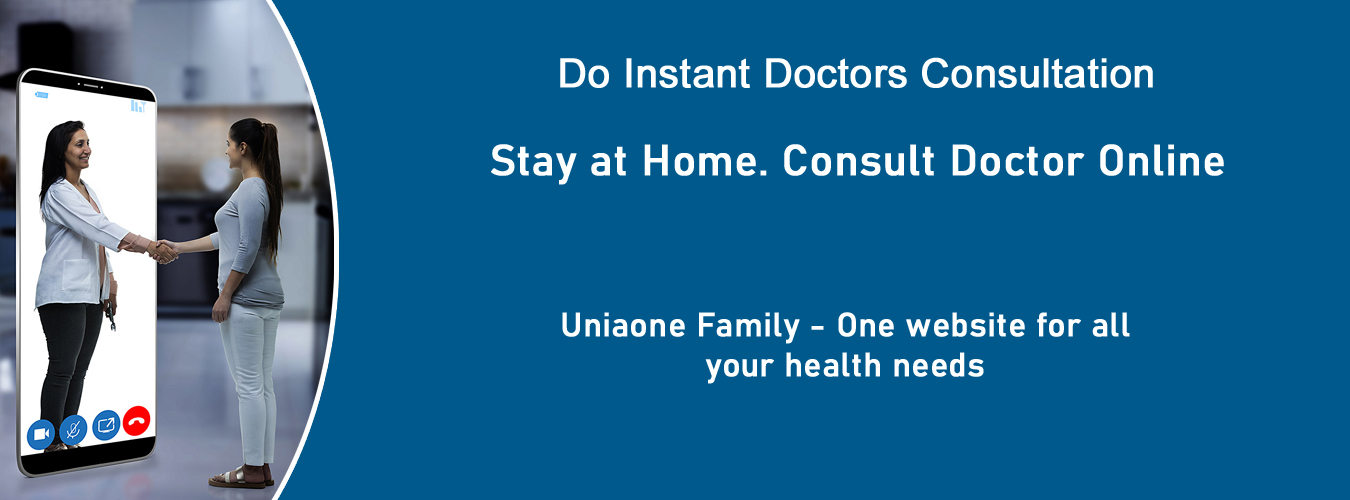 Do Instant Doctors Consultation
Stay at Home. Consult Doctor Online
Uniaone Family - One website for all
your health needs